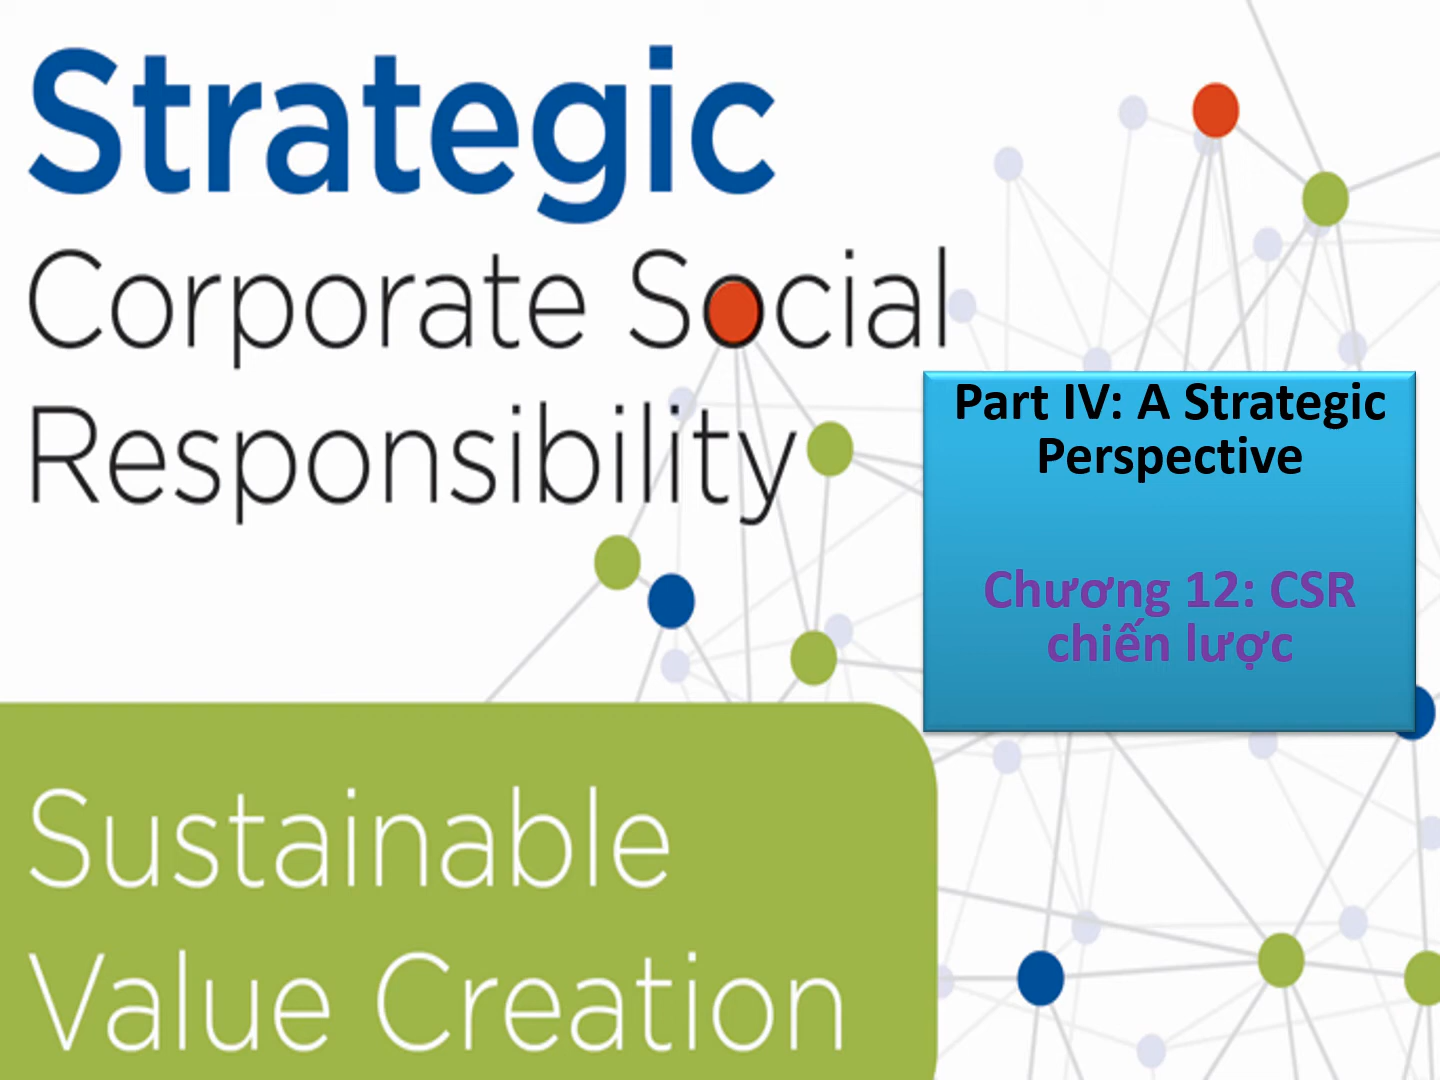 Strategic
Corporate Social
Responsibility
Part IV: A Strategic
Perspective
Chương 12: CSR
chiến lược
Sustainable
Value Creation